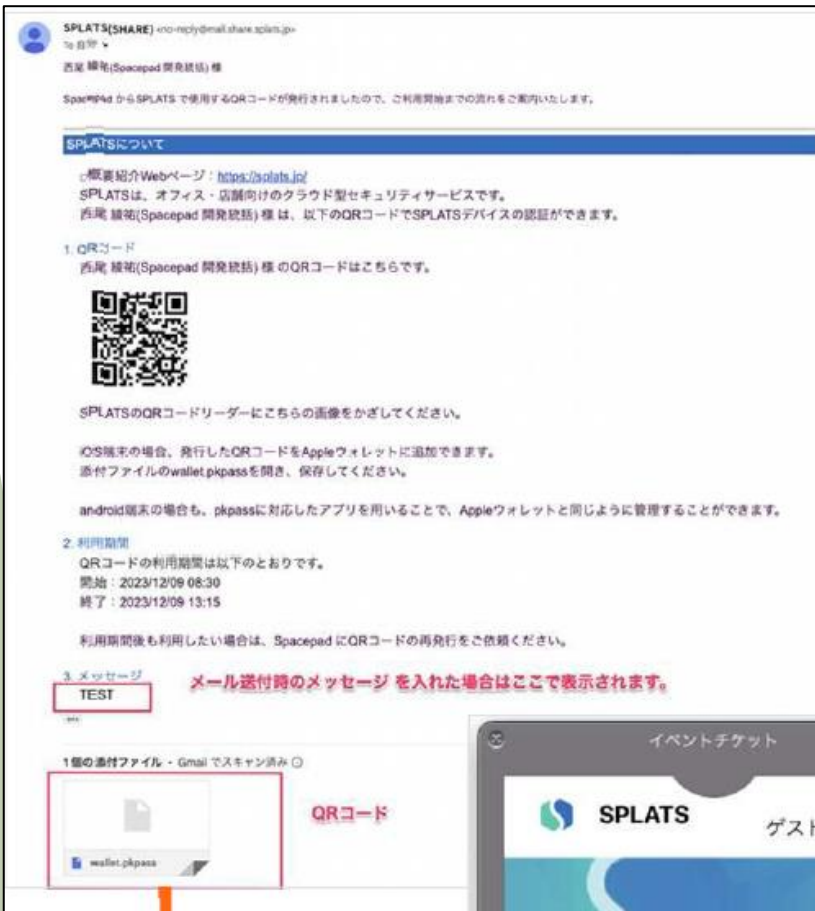 SPLATS(SHARE) <no-reply@mail.share.splats.jp>
To 自分
西尾 綾祐(Spacepad 開発統括) 様
Spacepad からSPLATS で使用するQRコードが発行されましたので、ご利用開始までの流れをご案内いたします。
SPLATSについて
概要紹介Webページ：https://splats.jp/
SPLATSは、オフィス・店舗向けのクラウド型セキュリティサービスです。
西尾 綾祐(Spacepad 開発統括) 様 は、以下のQRコードでSPLATSデバイスの認証ができます。
1. QRコード
西尾 綾祐(Spacepad 開発統括) 様 のQRコードはこちらです。
SPLATSのQRコードリーダーにこちらの画像をかざしてください。
iOS端末の場合、発行したQRコードをAppleウォレットに追加できます。
添付ファイルのwallet.pkpassを開き、保存してください。
android端末の場合も、pkpassに対応したアプリを用いることで、Appleウォレットと同じように管理することができます。
2. 利用期間
QRコードの利用期間は以下のとおりです。
開始：2023/12/09 08:30
終了：2023/12/09 13:15
利用期間後も利用したい場合は、Spacepad にQRコードの再発行をご依頼ください。
3. メッセージ
TEST
メール送付時のメッセージ を入れた場合はここで表示されます。
1個の添付ファイル • Gmail でスキャン済み
QRコード
wallet.pkpass
イベントチケット
SPLATS
ゲスト